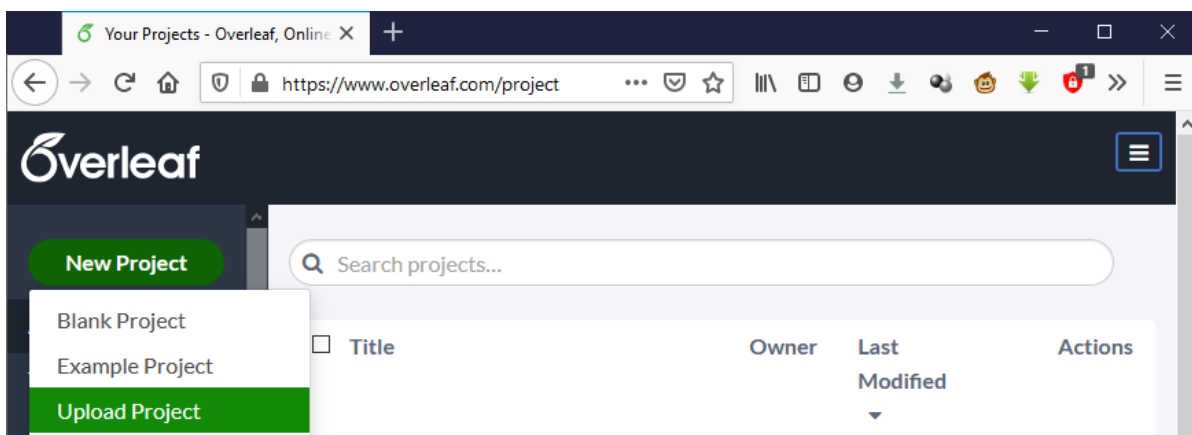 Your Projects - Overleaf, Online
https://www.overleaf.com/project
1
Overleaf
New Project
Search projects...
Blank Project
Example Project
Upload Project
Title
Owner
Last
Modified
Actions